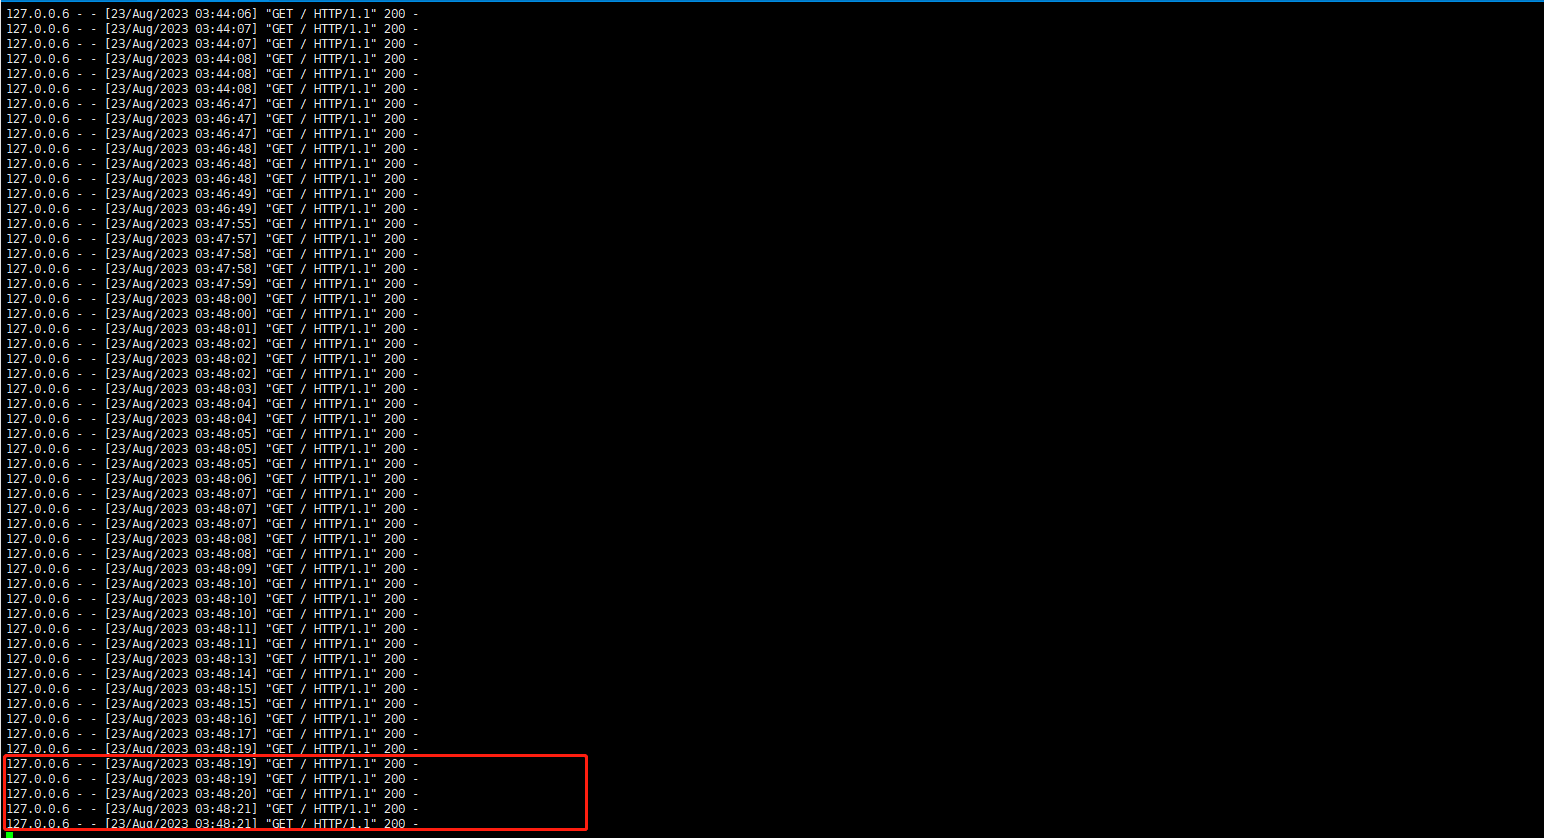 127.0.0.6 - - [23/Aug/2023 03:44:06] "GET / HTTP/1.1" 200 -
127.0.0.6 - - [23/Aug/2023 03:44:07] "GET / HTTP/1.1" 200 -
127.0.0.6 - - [23/Aug/2023 03:44:07] "GET / HTTP/1.1" 200 -
127.0.0.6 - - [23/Aug/2023 03:44:08] "GET / HTTP/1.1" 200 -
127.0.0.6 - - [23/Aug/2023 03:44:08] "GET / HTTP/1.1" 200 -
127.0.0.6 - - [23/Aug/2023 03:44:08] "GET / HTTP/1.1" 200 -
127.0.0.6 - - [23/Aug/2023 03:46:47] "GET / HTTP/1.1" 200 -
127.0.0.6 - - [23/Aug/2023 03:46:47] "GET / HTTP/1.1" 200 -
127.0.0.6 - - [23/Aug/2023 03:46:47] "GET / HTTP/1.1" 200 -
127.0.0.6 - - [23/Aug/2023 03:46:48] "GET / HTTP/1.1" 200 -
127.0.0.6 - - [23/Aug/2023 03:46:48] "GET / HTTP/1.1" 200 -
127.0.0.6 - - [23/Aug/2023 03:46:48] "GET / HTTP/1.1" 200 -
127.0.0.6 - - [23/Aug/2023 03:46:49] "GET / HTTP/1.1" 200 -
127.0.0.6 - - [23/Aug/2023 03:46:49] "GET / HTTP/1.1" 200 -
127.0.0.6 - - [23/Aug/2023 03:47:55] "GET / HTTP/1.1" 200 -
127.0.0.6 - - [23/Aug/2023 03:47:57] "GET / HTTP/1.1" 200 -
127.0.0.6 - - [23/Aug/2023 03:47:58] "GET / HTTP/1.1" 200 -
127.0.0.6 - - [23/Aug/2023 03:47:58] "GET / HTTP/1.1" 200 -
127.0.0.6 - - [23/Aug/2023 03:47:59] "GET / HTTP/1.1" 200 -
127.0.0.6 - - [23/Aug/2023 03:48:00] "GET / HTTP/1.1" 200 -
127.0.0.6 - - [23/Aug/2023 03:48:00] "GET / HTTP/1.1" 200 -
127.0.0.6 - - [23/Aug/2023 03:48:01] "GET / HTTP/1.1" 200 -
127.0.0.6 - - [23/Aug/2023 03:48:02] "GET / HTTP/1.1" 200 -
127.0.0.6 - - [23/Aug/2023 03:48:02] "GET / HTTP/1.1" 200 -
127.0.0.6 - - [23/Aug/2023 03:48:02] "GET / HTTP/1.1" 200 -
127.0.0.6 - - [23/Aug/2023 03:48:03] "GET / HTTP/1.1" 200 -
127.0.0.6 - - [23/Aug/2023 03:48:04] "GET / HTTP/1.1" 200 -
127.0.0.6 - - [23/Aug/2023 03:48:04] "GET / HTTP/1.1" 200 -
127.0.0.6 - - [23/Aug/2023 03:48:05] "GET / HTTP/1.1" 200 -
127.0.0.6 - - [23/Aug/2023 03:48:05] "GET / HTTP/1.1" 200 -
127.0.0.6 - - [23/Aug/2023 03:48:05] "GET / HTTP/1.1" 200 -
127.0.0.6 - - [23/Aug/2023 03:48:06] "GET / HTTP/1.1" 200 -
127.0.0.6 - - [23/Aug/2023 03:48:07] "GET / HTTP/1.1" 200 -
127.0.0.6 - - [23/Aug/2023 03:48:07] "GET / HTTP/1.1" 200 -
127.0.0.6 - - [23/Aug/2023 03:48:07] "GET / HTTP/1.1" 200 -
127.0.0.6 - - [23/Aug/2023 03:48:08] "GET / HTTP/1.1" 200 -
127.0.0.6 - - [23/Aug/2023 03:48:08] "GET / HTTP/1.1" 200 -
127.0.0.6 - - [23/Aug/2023 03:48:09] "GET / HTTP/1.1" 200 -
127.0.0.6 - - [23/Aug/2023 03:48:10] "GET / HTTP/1.1" 200 -
127.0.0.6 - - [23/Aug/2023 03:48:10] "GET / HTTP/1.1" 200 -
127.0.0.6 - - [23/Aug/2023 03:48:10] "GET / HTTP/1.1" 200 -
127.0.0.6 - - [23/Aug/2023 03:48:11] "GET / HTTP/1.1" 200 -
127.0.0.6 - - [23/Aug/2023 03:48:11] "GET / HTTP/1.1" 200 -
127.0.0.6 - - [23/Aug/2023 03:48:13] "GET / HTTP/1.1" 200 -
127.0.0.6 - - [23/Aug/2023 03:48:14] "GET / HTTP/1.1" 200 -
127.0.0.6 - - [23/Aug/2023 03:48:15] "GET / HTTP/1.1" 200 -
127.0.0.6 - - [23/Aug/2023 03:48:15] "GET / HTTP/1.1" 200 -
127.0.0.6 - - [23/Aug/2023 03:48:16] "GET / HTTP/1.1" 200 -
127.0.0.6 - - [23/Aug/2023 03:48:17] "GET / HTTP/1.1" 200 -
127.0.0.6 - - [23/Aug/2023 03:48:19] "GET / HTTP/1.1" 200 -
127.0.0.6 - - [23/Aug/2023 03:48:19] "GET / HTTP/1.1" 200 -
127.0.0.6 - - [23/Aug/2023 03:48:19] "GET / HTTP/1.1" 200 -
127.0.0.6 - - [23/Aug/2023 03:48:20] "GET / HTTP/1.1" 200 -
127.0.0.6 - - [23/Aug/2023 03:48:21] "GET / HTTP/1.1" 200 -
127.0.0.6 - - [23/Aug/2023 03:48:21] "GET / HTTP/1.1" 200 -